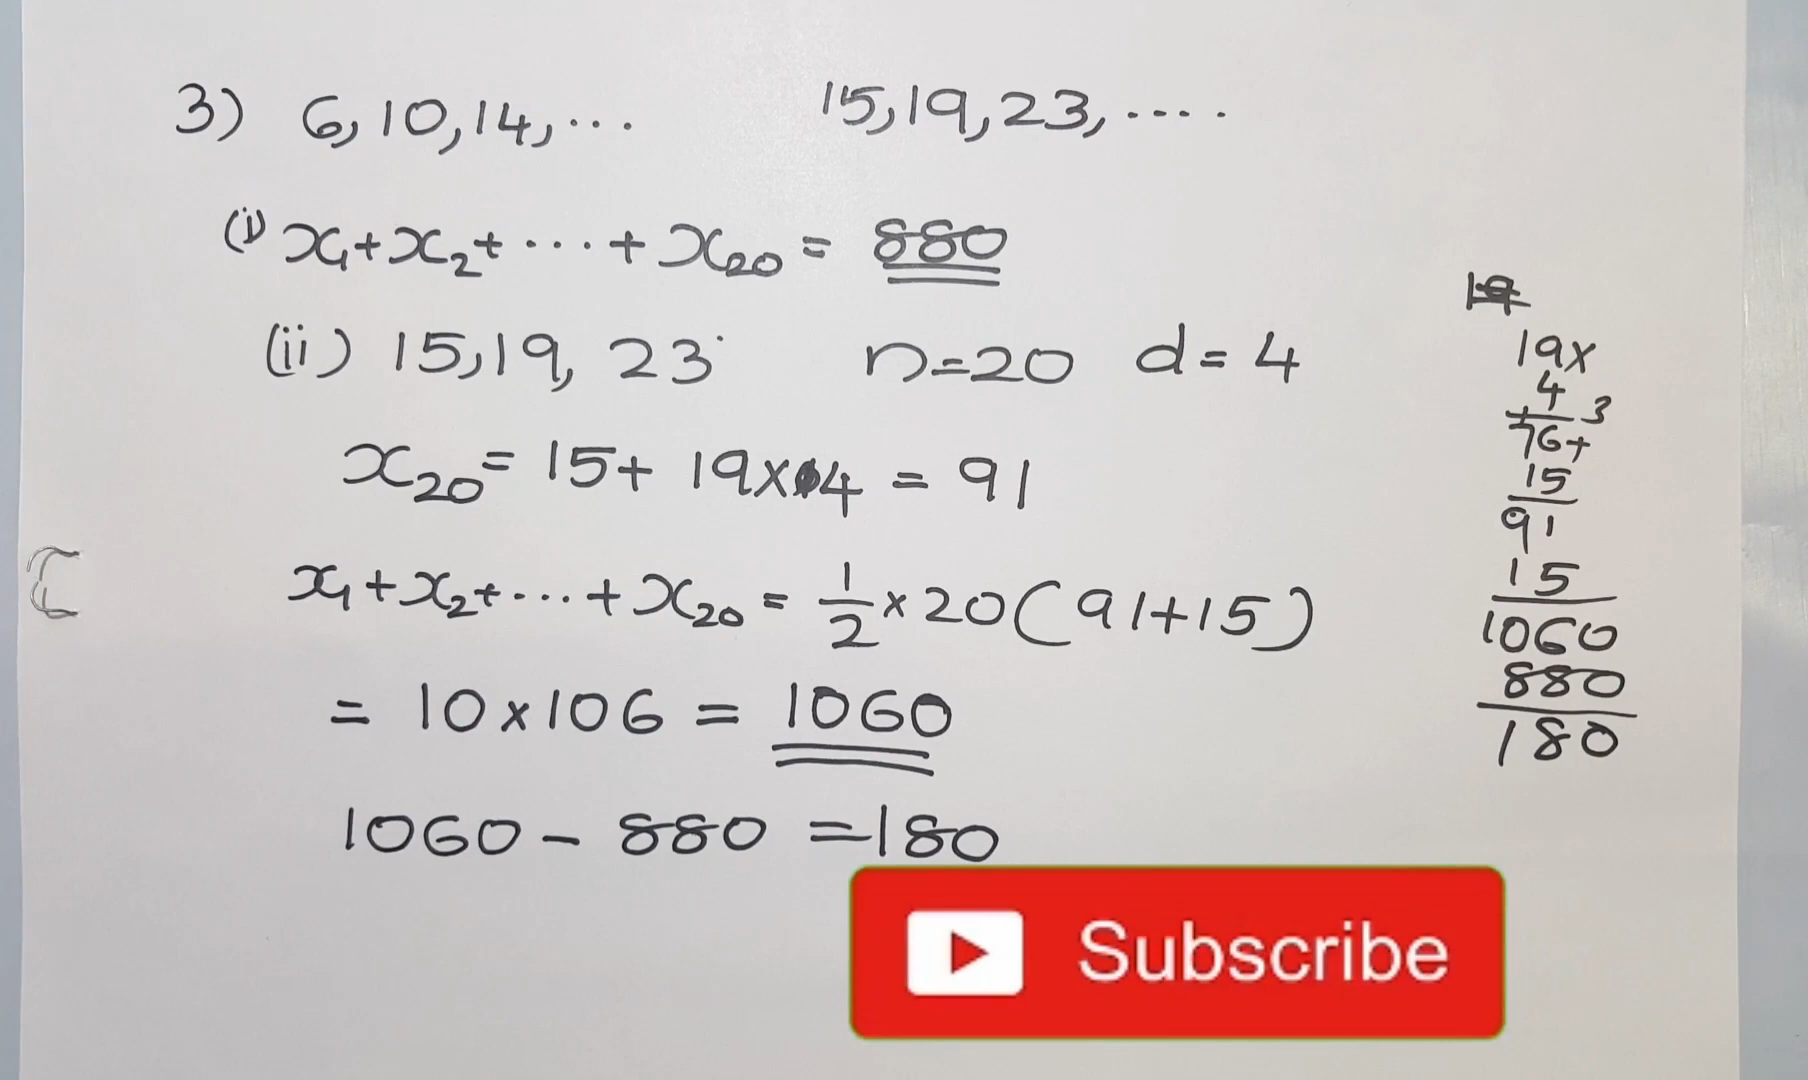 3) 6, 10, 14, ... 15, 19, 23, ....
(i) x₁+x₂+ ... + x₂₀ = 880
(ii) 15, 19, 23 n=20 d=4
x₂₀ = 15+ 19×4 = 91
x₁+x₂+...+x₂₀ = 1/2 × 20(91+15)
= 10×106 = 1060
1060 - 880 = 180
19×
4
3
76+
15
91
15
1060
880
180
Subscribe